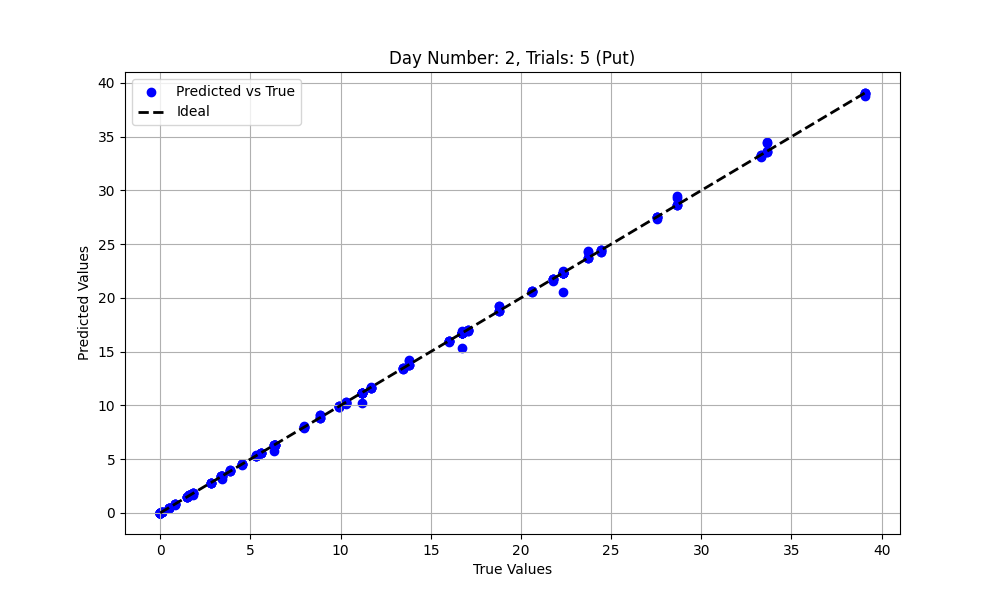 Day Number: 2, Trials: 5 (Put)
Predicted vs True
Ideal
40
35
30
25
20
15
10
5
0
Predicted Values
0 5 10 15 20 25 30 35 40
True Values